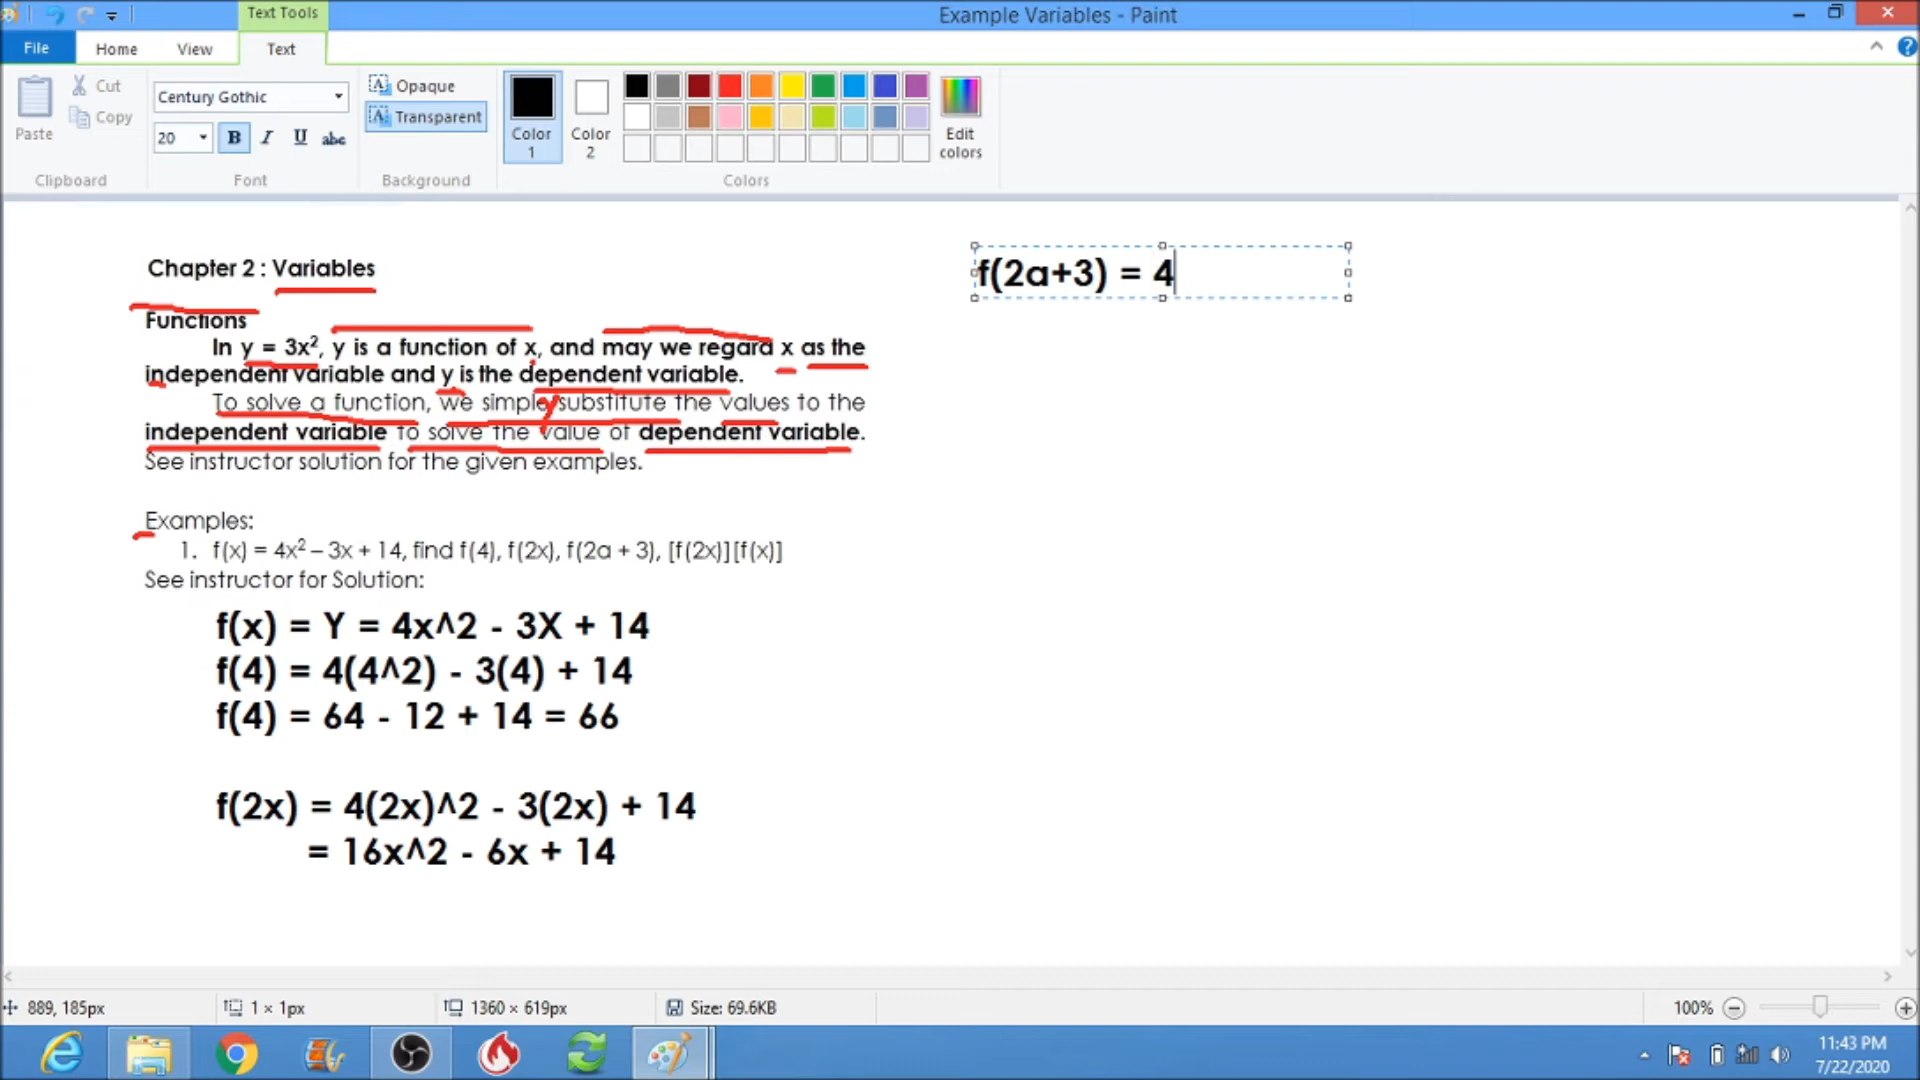 Text Tools
Example Variables - Paint
File
Home
View
Text
Paste
Cut
Copy
Clipboard
Century Gothic
20
B
I
U
abc
Font
Opaque
Transparent
Background
Color 1
Color 2
Edit colors
Colors
Chapter 2 : Variables
Functions
In y = 3x², y is a function of x, and may we regard x as the
independent variable and y is the dependent variable.
To solve a function, we simple substitute the values to the
independent variable to solve the value of dependent variable.
See instructor solution for the given examples.
Examples:
1. f(x) = 4x² – 3x + 14, find f(4), f(2x), f(2a + 3), [f(2x)][f(x)]
See instructor for Solution:
f(x) = Y = 4x^2 - 3X + 14
f(4) = 4(4^2) - 3(4) + 14
f(4) = 64 - 12 + 14 = 66
f(2x) = 4(2x)^2 - 3(2x) + 14
= 16x^2 - 6x + 14
f(2a+3) = 4
y
889, 185px
1 × 1px
1360 × 619px
Size: 69.6KB
100%
11:43 PM
7/22/2020